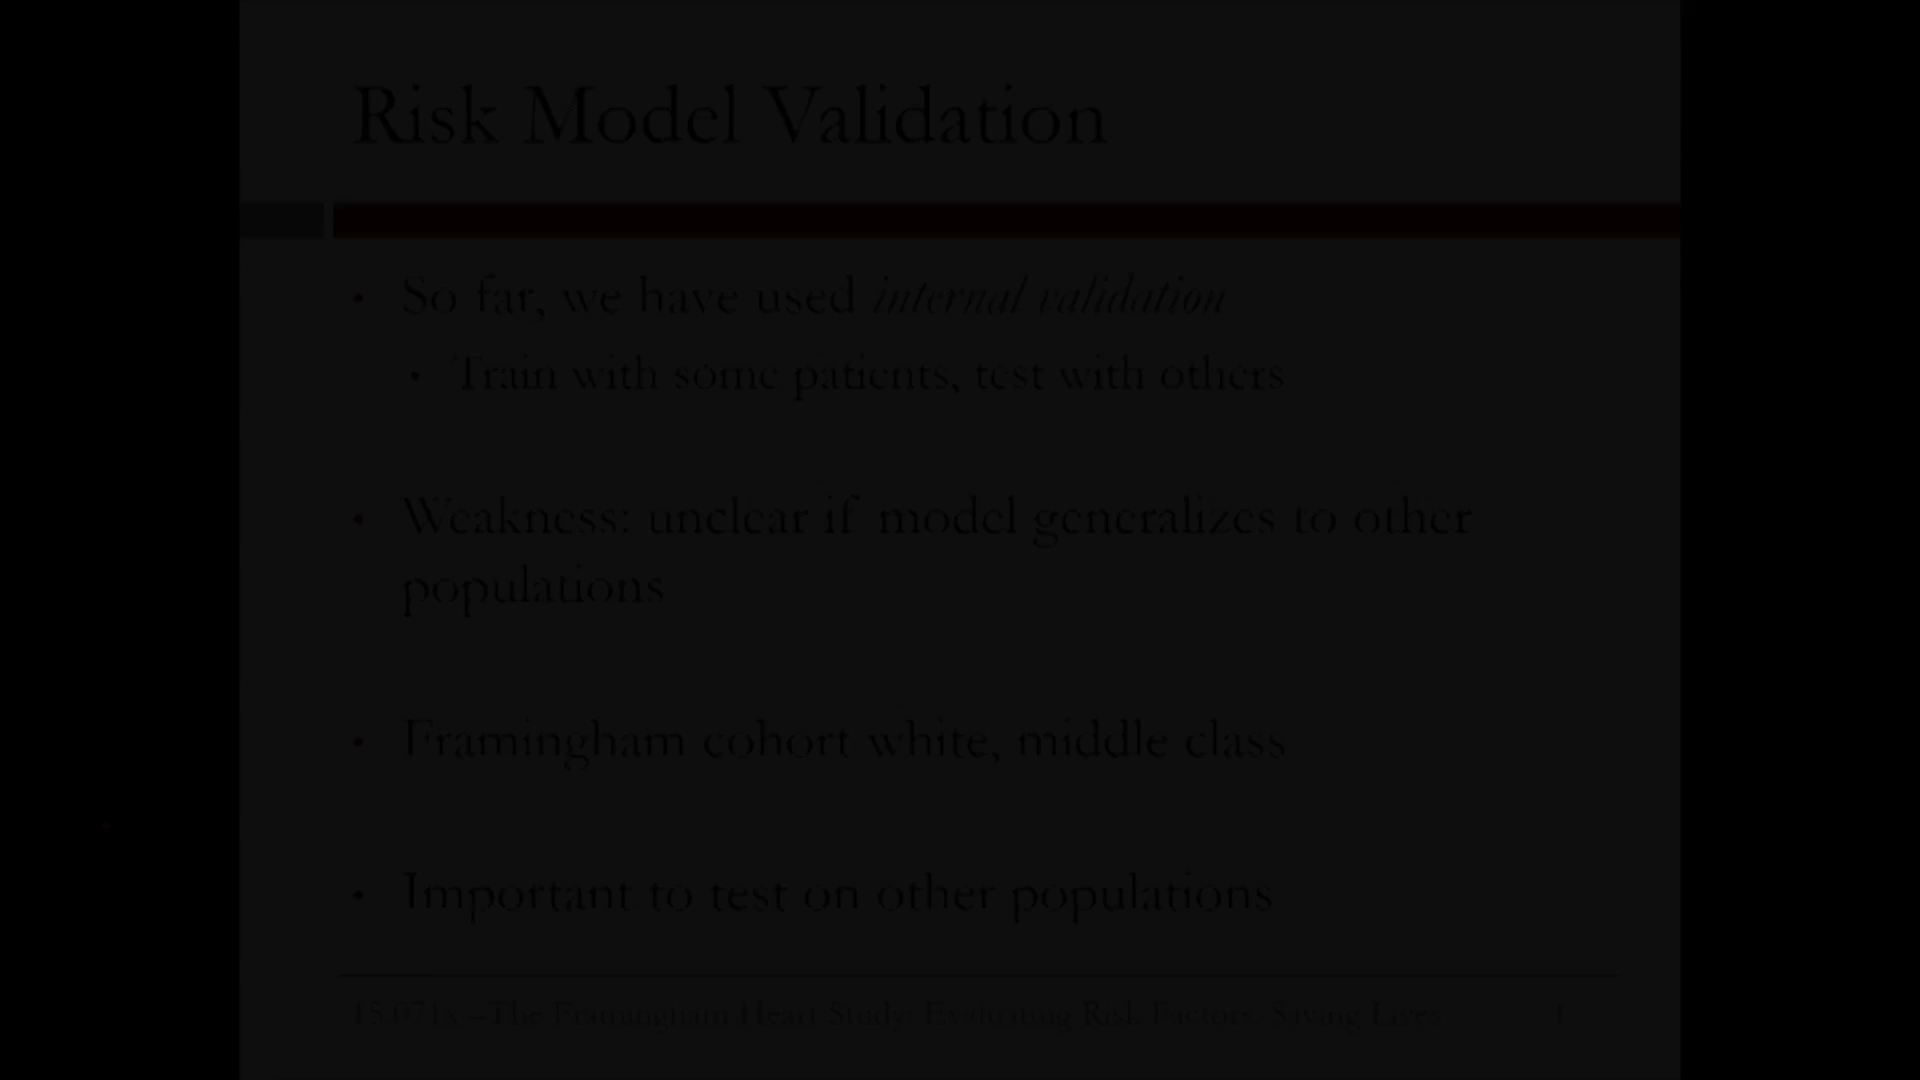 Risk Model Validation
• So far, we have used internal validation
• Train with some patients, test with others
• Weakness: unclear if model generalizes to other
populations
• Framingham cohort white, middle class
• Important to test on other populations
15.071x –The Framingham Heart Study: Evaluating Risk Factors, Saving Lives 1